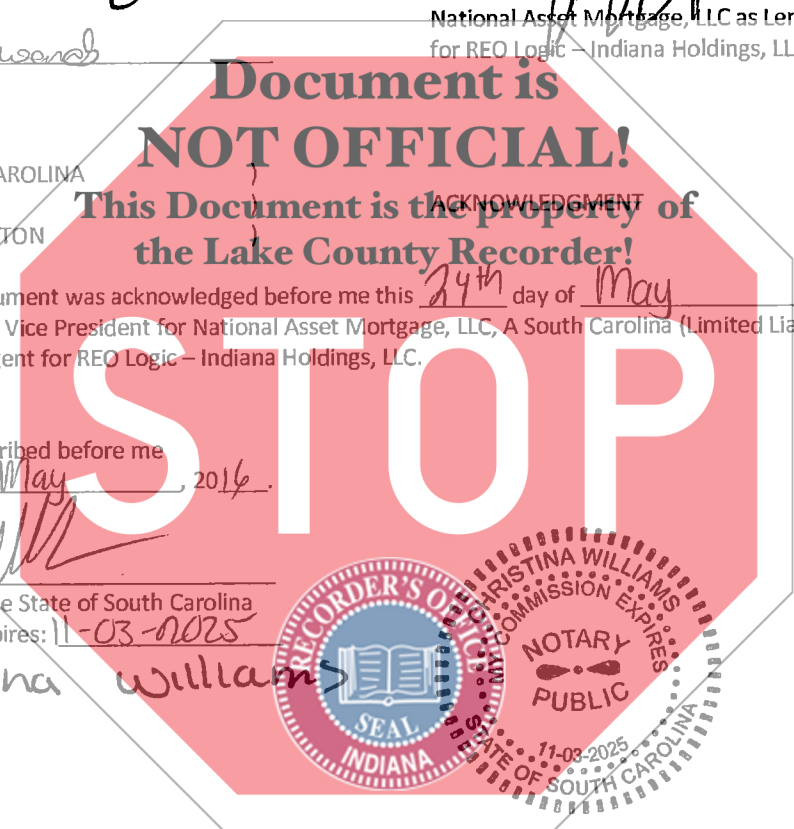 National Asset Mortgage, LLC as Len
for REO Logic – Indiana Holdings, LL
Document is
NOT OFFICIAL!
AROLINA )
This Document is the property of
ACKNOWLEDGMENT
TON )
the Lake County Recorder!
ument was acknowledged before me this 24th day of May
Vice President for National Asset Mortgage, LLC, A South Carolina (Limited Lia
ent for REO Logic – Indiana Holdings, LLC.
STOP
ribed before me
May, 2016.
e State of South Carolina
pires: 11-03-2025
na Williams
RECORDER'S OFFICE
SEAL
INDIANA
CHRISTINA WILLIAMS
MY COMMISSION EXPIRES
NOTARY
PUBLIC
11-03-2025
STATE OF SOUTH CAROLINA